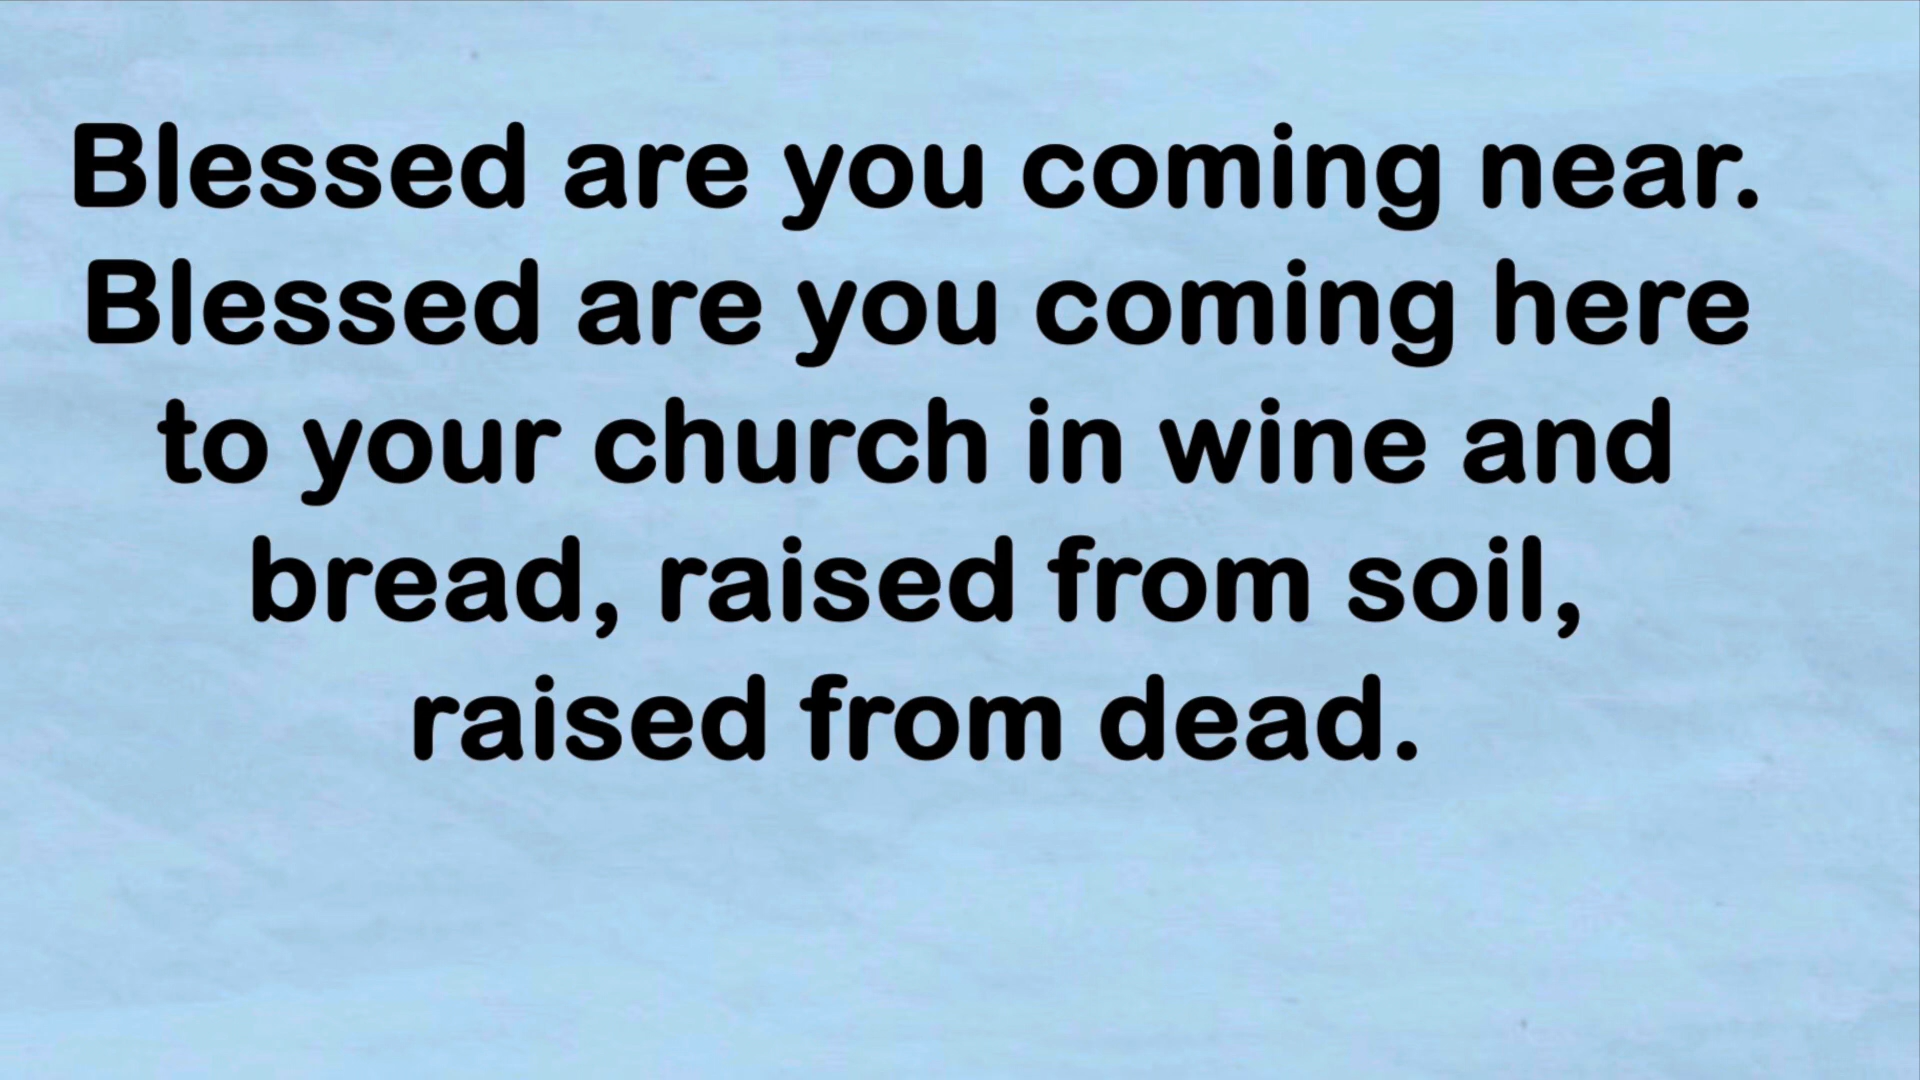 Blessed are you coming near.
Blessed are you coming here
to your church in wine and
bread, raised from soil,
raised from dead.